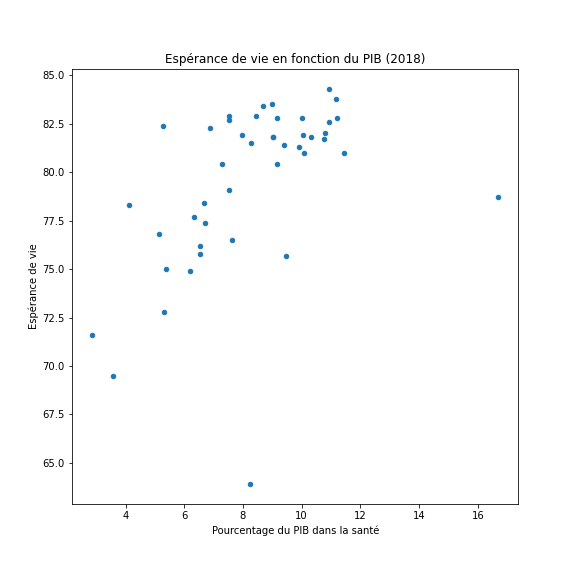 Espérance de vie en fonction du PIB (2018)
85.0
82.5
80.0
77.5
75.0
72.5
70.0
67.5
65.0
Espérance de vie
4 6 8 10 12 14 16
Pourcentage du PIB dans la santé